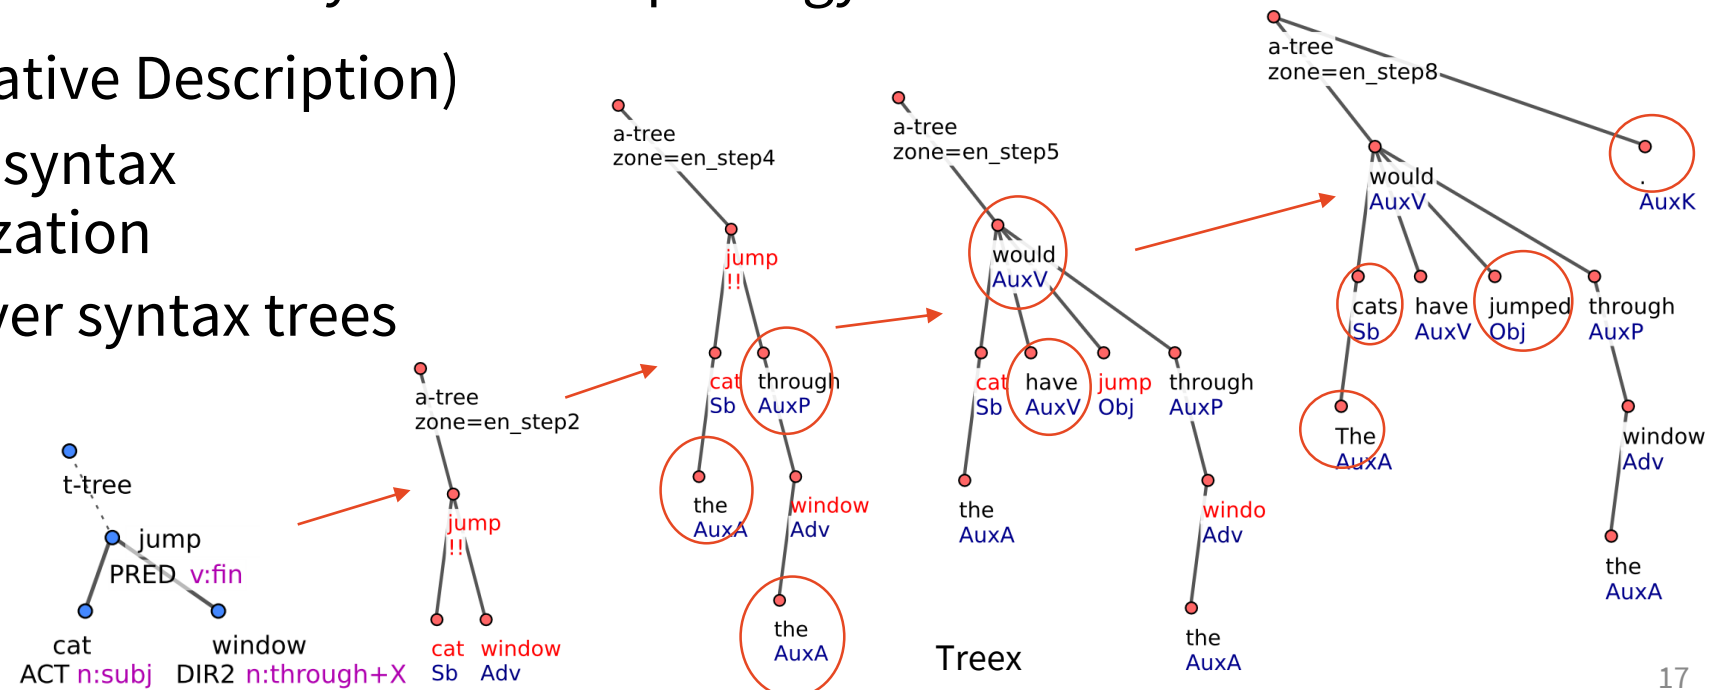 ative Description)
syntax
zation
ver syntax trees
t-tree
jump
PRED v:fin
cat
ACT n:subj
window
DIR2 n:through+X
a-tree
zone=en_step2
jump
!!
cat
Sb
window
Adv
a-tree
zone=en_step4
jump
!!
cat
Sb
through
AuxP
the
AuxA
window
Adv
the
AuxA
a-tree
zone=en_step5
would
AuxV
cat
Sb
have
AuxV
jump
Obj
through
AuxP
the
AuxA
windo
Adv
the
AuxA
Treex
a-tree
zone=en_step8
would
AuxV
.
AuxK
cats
Sb
have
AuxV
jumped
Obj
through
AuxP
The
AuxA
window
Adv
the
AuxA
17